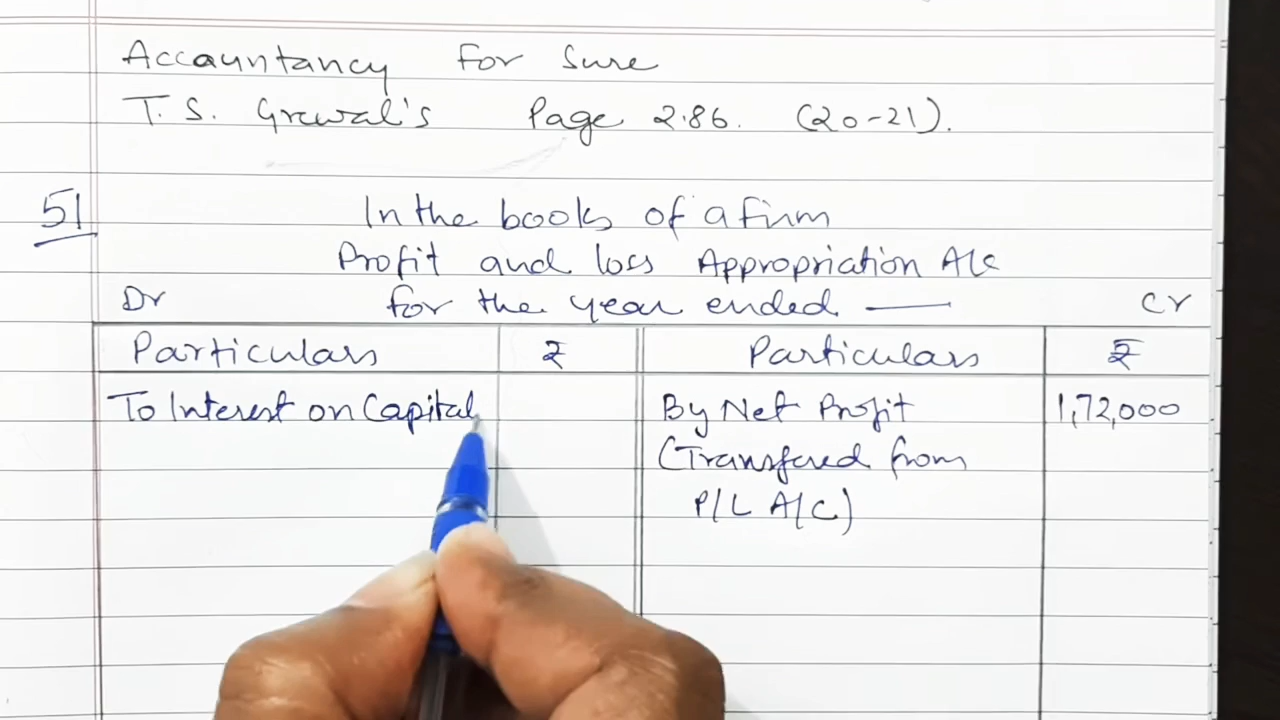 Accountancy For Sure
T. S. Grewal's Page 2.86. (20-21).
51 In the books of a firm
Profit and loss Appropriation A/c
Dr for the year ended — Cr
Particulars ₹ Particulars ₹
To Interest on Capital By Net Profit 1,72,000
(Transfered from
P/L A/C)